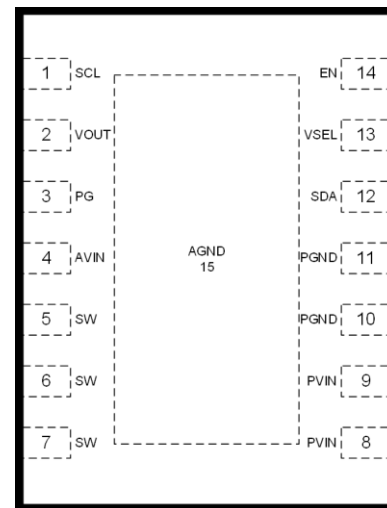 1 SCL EN 14
2 VOUT VSEL 13
3 PG SDA 12
4 AVIN AGND PGND 11
15
5 SW PGND 10
6 SW PVIN 9
7 SW PVIN 8